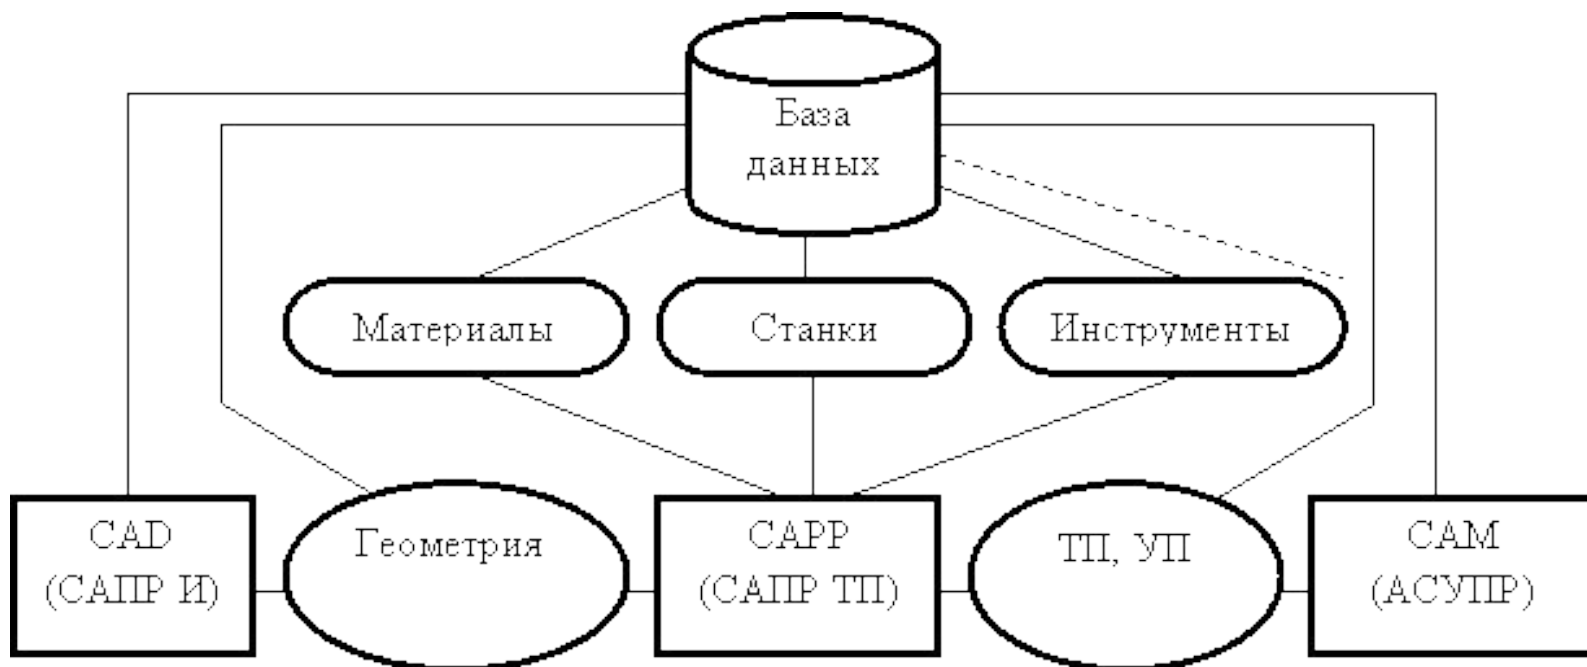 База
данных
Материалы
Станки
Инструменты
CAD
(САПР И)
Геометрия
CAPP
(САПР ТП)
ТП, УП
CAM
(АСУПР)